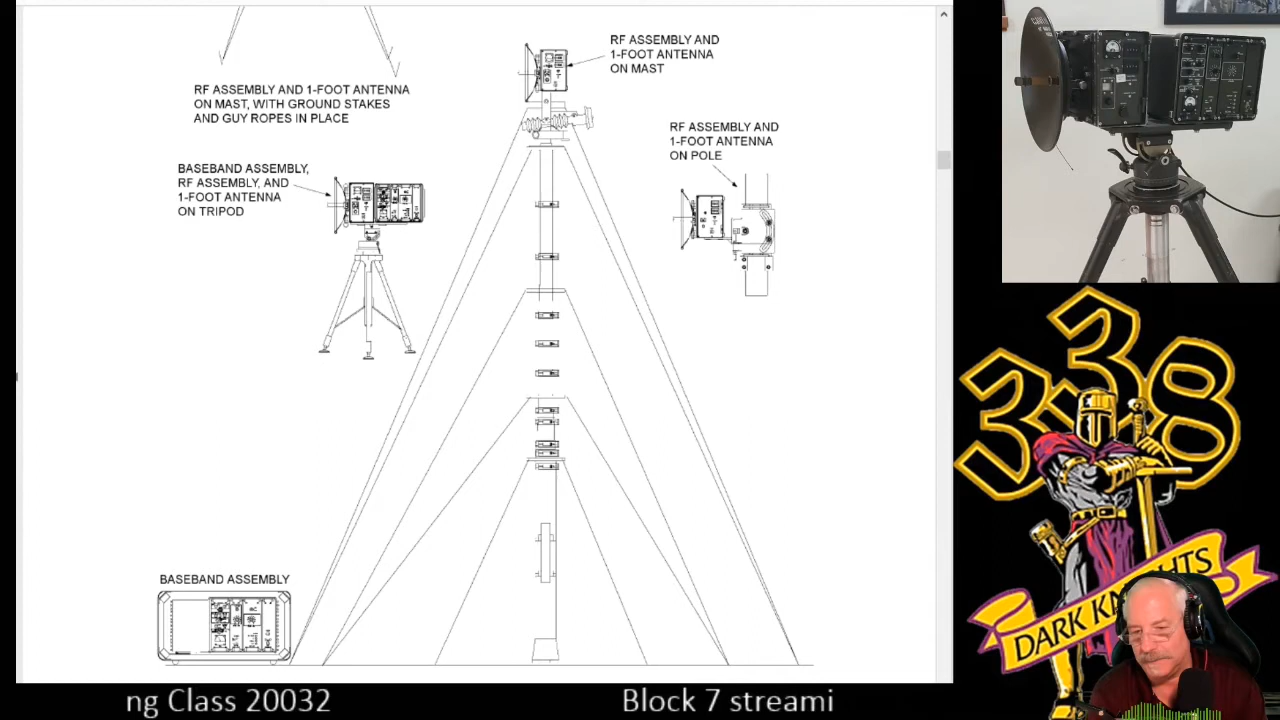 RF ASSEMBLY AND 1-FOOT ANTENNA
ON MAST, WITH GROUND STAKES
AND GUY ROPES IN PLACE
BASEBAND ASSEMBLY,
RF ASSEMBLY, AND
1-FOOT ANTENNA
ON TRIPOD
RF ASSEMBLY AND
1-FOOT ANTENNA
ON MAST
RF ASSEMBLY AND
1-FOOT ANTENNA
ON POLE
BASEBAND ASSEMBLY
338
DARK KN
HTS
ng Class 20032
Block 7 streami